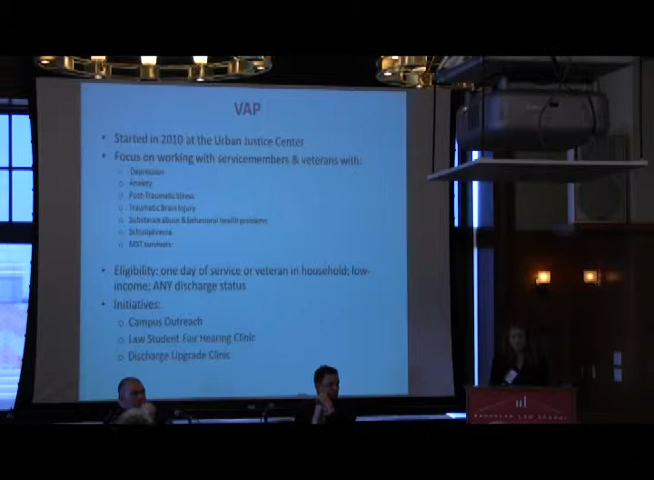 VAP
• Started in 2010 at the Urban Justice Center
• Focus on working with servicemembers & veterans with:
o Depression
o Anxiety
o Post-Traumatic Stress
o Traumatic Brain Injury
o Substance abuse & behavioral health problems
o Schizophrenia
o MST survivors
• Eligibility: one day of service or veteran in household; low-
income; ANY discharge status
• Initiatives:
o Campus Outreach
o Law Student Fair Hearing Clinic
o Discharge Upgrade Clinic
BROOKLYN LAW SCHOOL